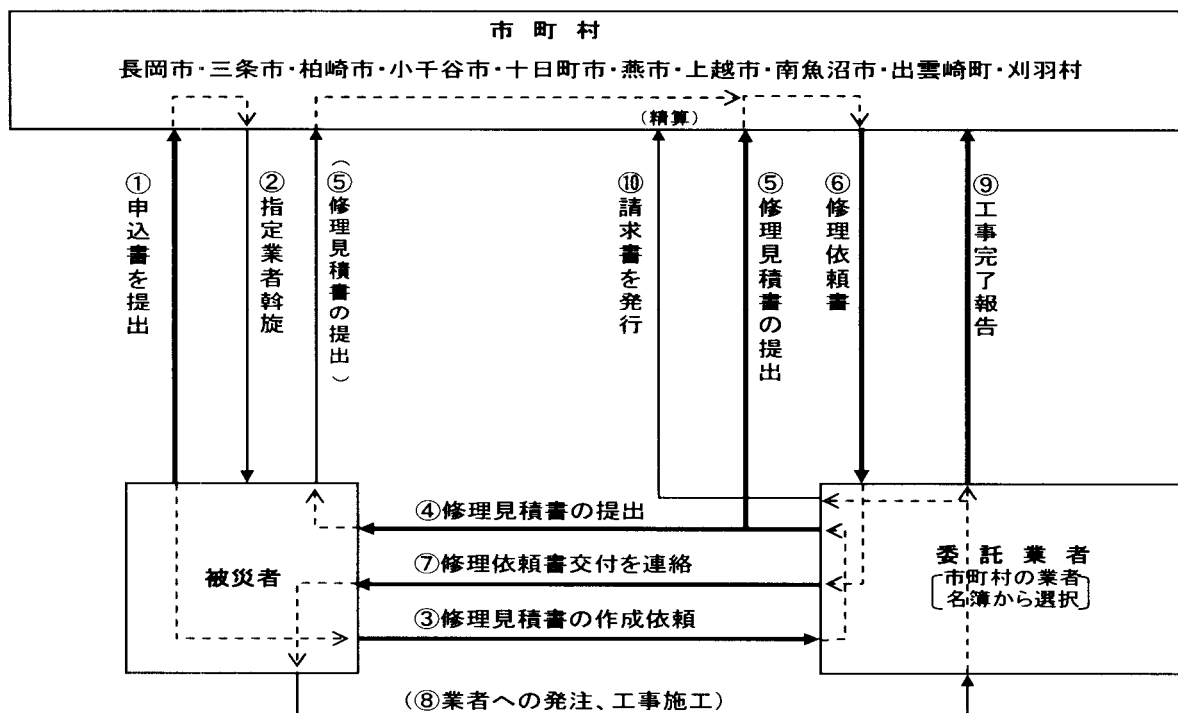 市町村
長岡市・三条市・柏崎市・小千谷市・十日町市・燕市・上越市・南魚沼市・出雲崎町・刈羽村
(精算)
①申込書を提出
②指定業者斡旋
(⑤修理見積書の提出)
⑩請求書を発行
⑤修理見積書の提出
⑥修理依頼書
⑨工事完了報告
④修理見積書の提出
⑦修理依頼書交付を連絡
③修理見積書の作成依頼
被災者
委託業者
市町村の業者
名簿から選択
(⑧業者への発注、工事施工)